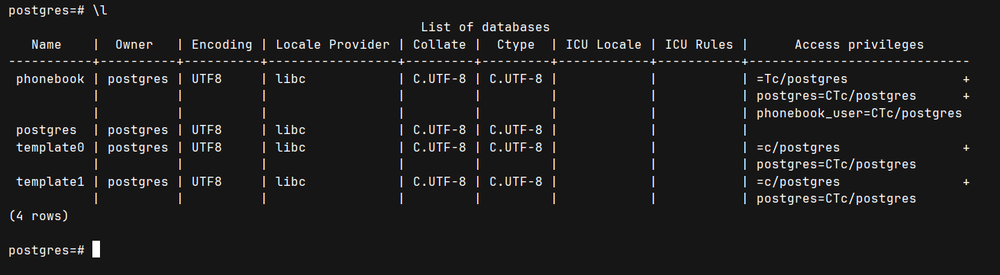 postgres=# \l
                                                      List of databases
   Name    |  Owner   | Encoding | Locale Provider | Collate |  Ctype  | ICU Locale | ICU Rules |      Access privileges
-----------+----------+----------+-----------------+---------+---------+------------+-----------+-----------------------------
 phonebook | postgres | UTF8     | libc            | C.UTF-8 | C.UTF-8 |            |           | =Tc/postgres               +
           |          |          |                 |         |         |            |           | postgres=CTc/postgres      +
           |          |          |                 |         |         |            |           | phonebook_user=CTc/postgres
 postgres  | postgres | UTF8     | libc            | C.UTF-8 | C.UTF-8 |            |           |
 template0 | postgres | UTF8     | libc            | C.UTF-8 | C.UTF-8 |            |           | =c/postgres                +
           |          |          |                 |         |         |            |           | postgres=CTc/postgres
 template1 | postgres | UTF8     | libc            | C.UTF-8 | C.UTF-8 |            |           | =c/postgres                +
           |          |          |                 |         |         |            |           | postgres=CTc/postgres
(4 rows)

postgres=#